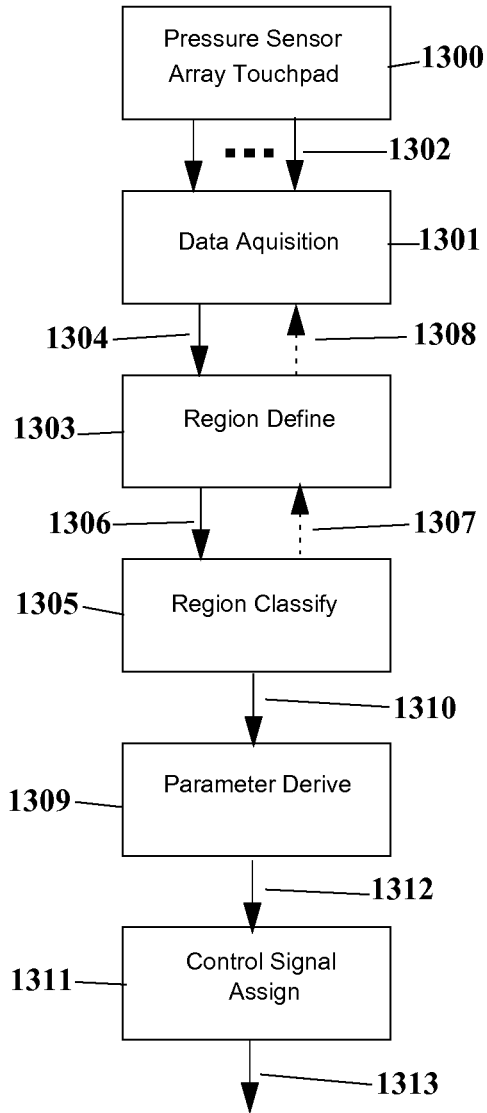 Pressure Sensor
Array Touchpad
1300
1302
Data Aquisition
1301
1304
1308
Region Define
1303
1306
1307
Region Classify
1305
1310
Parameter Derive
1309
1312
Control Signal
Assign
1311
1313